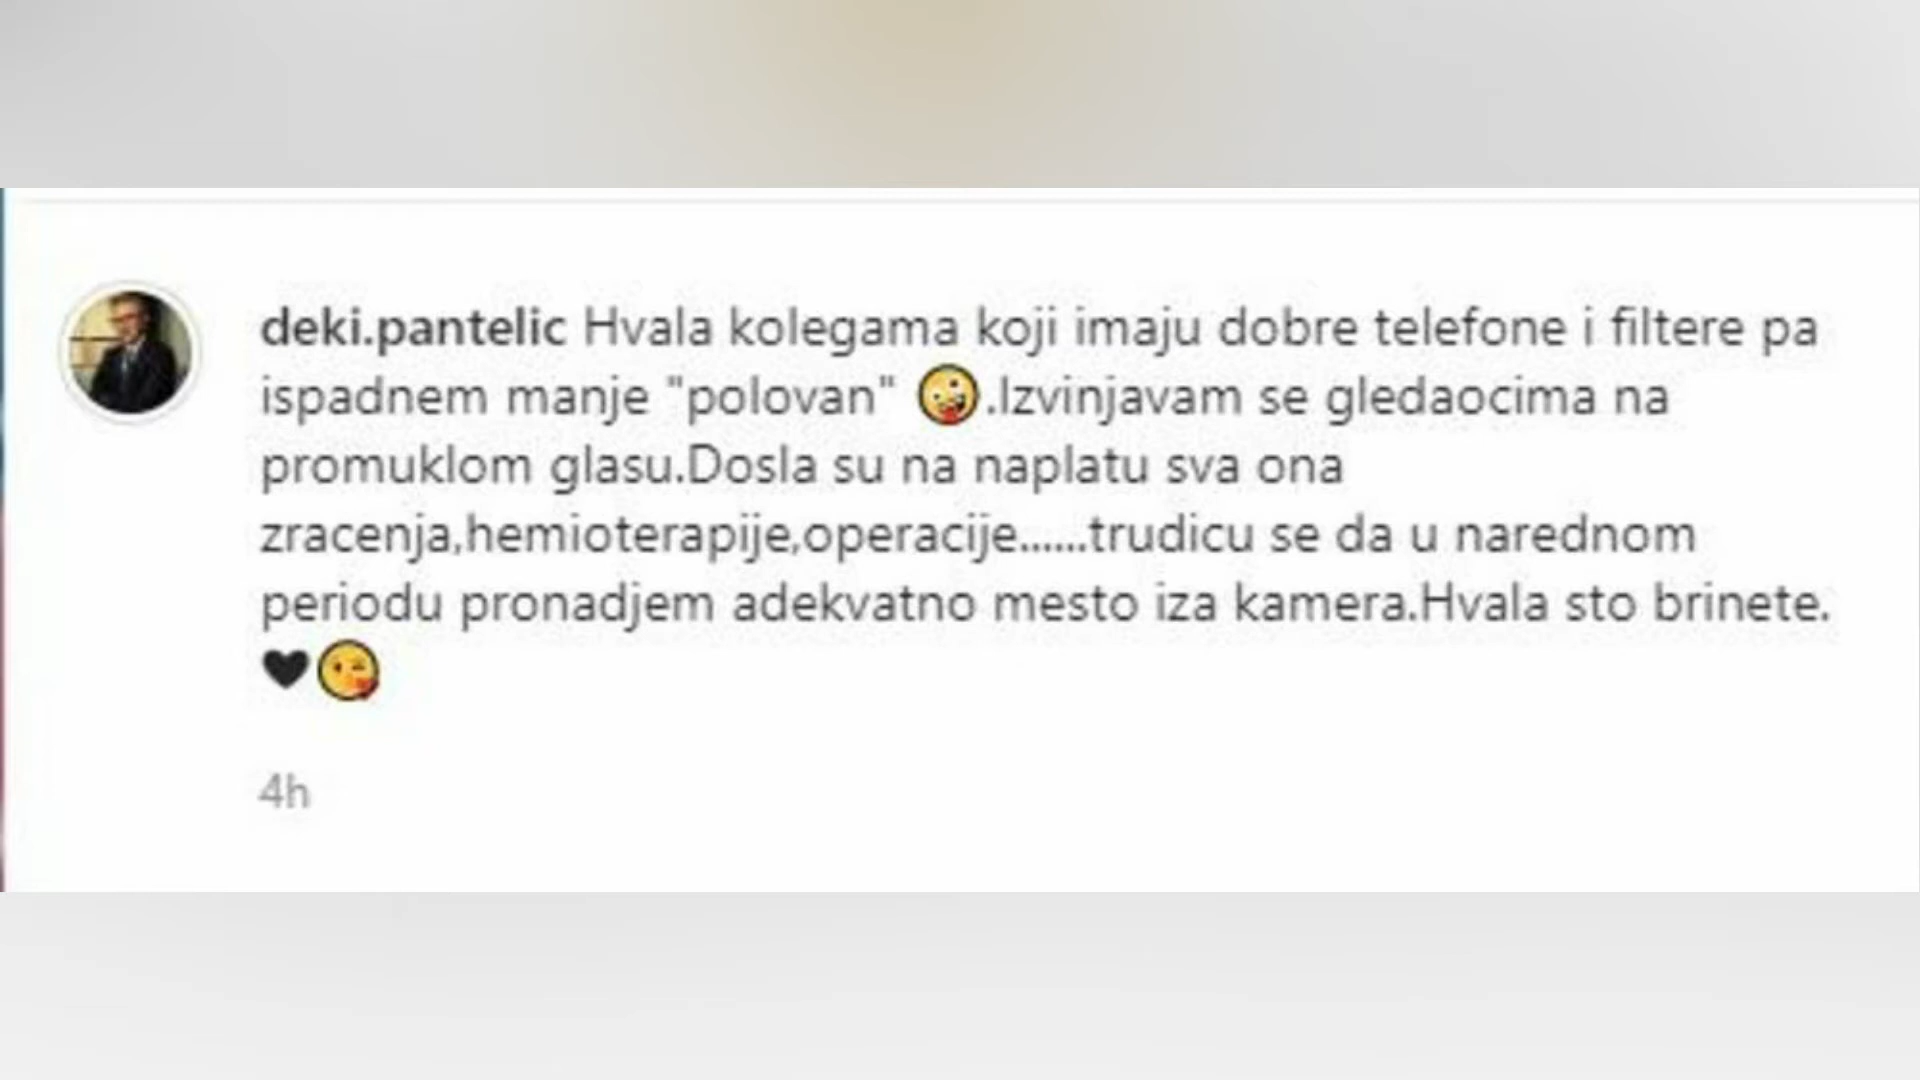 deki.pantelic Hvala kolegama koji imaju dobre telefone i filtere pa
ispadnem manje "polovan" 🤪.Izvinjavam se gledaocima na
promuklom glasu.Dosla su na naplatu sva ona
zracenja,hemioterapije,operacije......trudicu se da u narednom
periodu pronadjem adekvatno mesto iza kamera.Hvala sto brinete.
🖤😘
4h